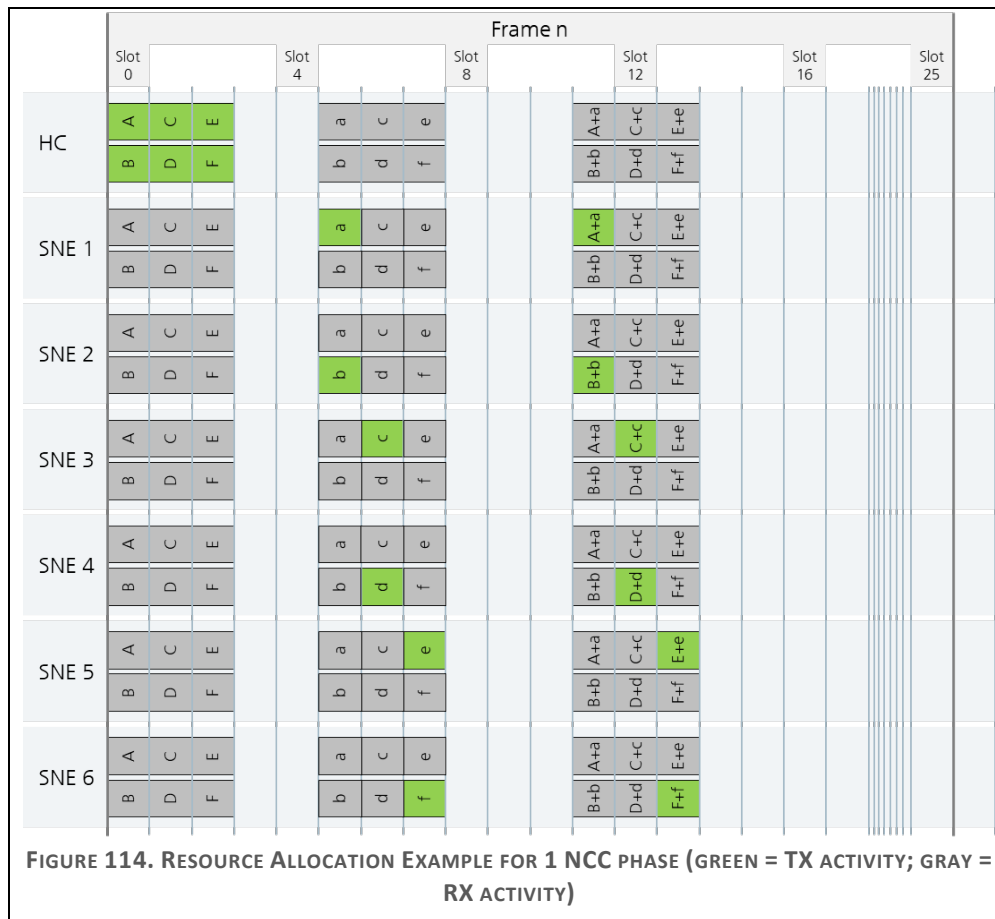 Frame n
Slot 0 Slot 4 Slot 8 Slot 12 Slot 16 Slot 25
HC
A C E a c e A+a C+c E+e
B D F b d f B+b D+d F+f
SNE 1
A C E a c e A+a C+c E+e
B D F b d f B+b D+d F+f
SNE 2
A C E a c e A+a C+c E+e
B D F b d f B+b D+d F+f
SNE 3
A C E a c e A+a C+c E+e
B D F b d f B+b D+d F+f
SNE 4
A C E a c e A+a C+c E+e
B D F b d f B+b D+d F+f
SNE 5
A C E a c e A+a C+c E+e
B D F b d f B+b D+d F+f
SNE 6
A C E a c e A+a C+c E+e
B D F b d f B+b D+d F+f
FIGURE 114. RESOURCE ALLOCATION EXAMPLE FOR 1 NCC PHASE (GREEN = TX ACTIVITY; GRAY =
RX ACTIVITY)